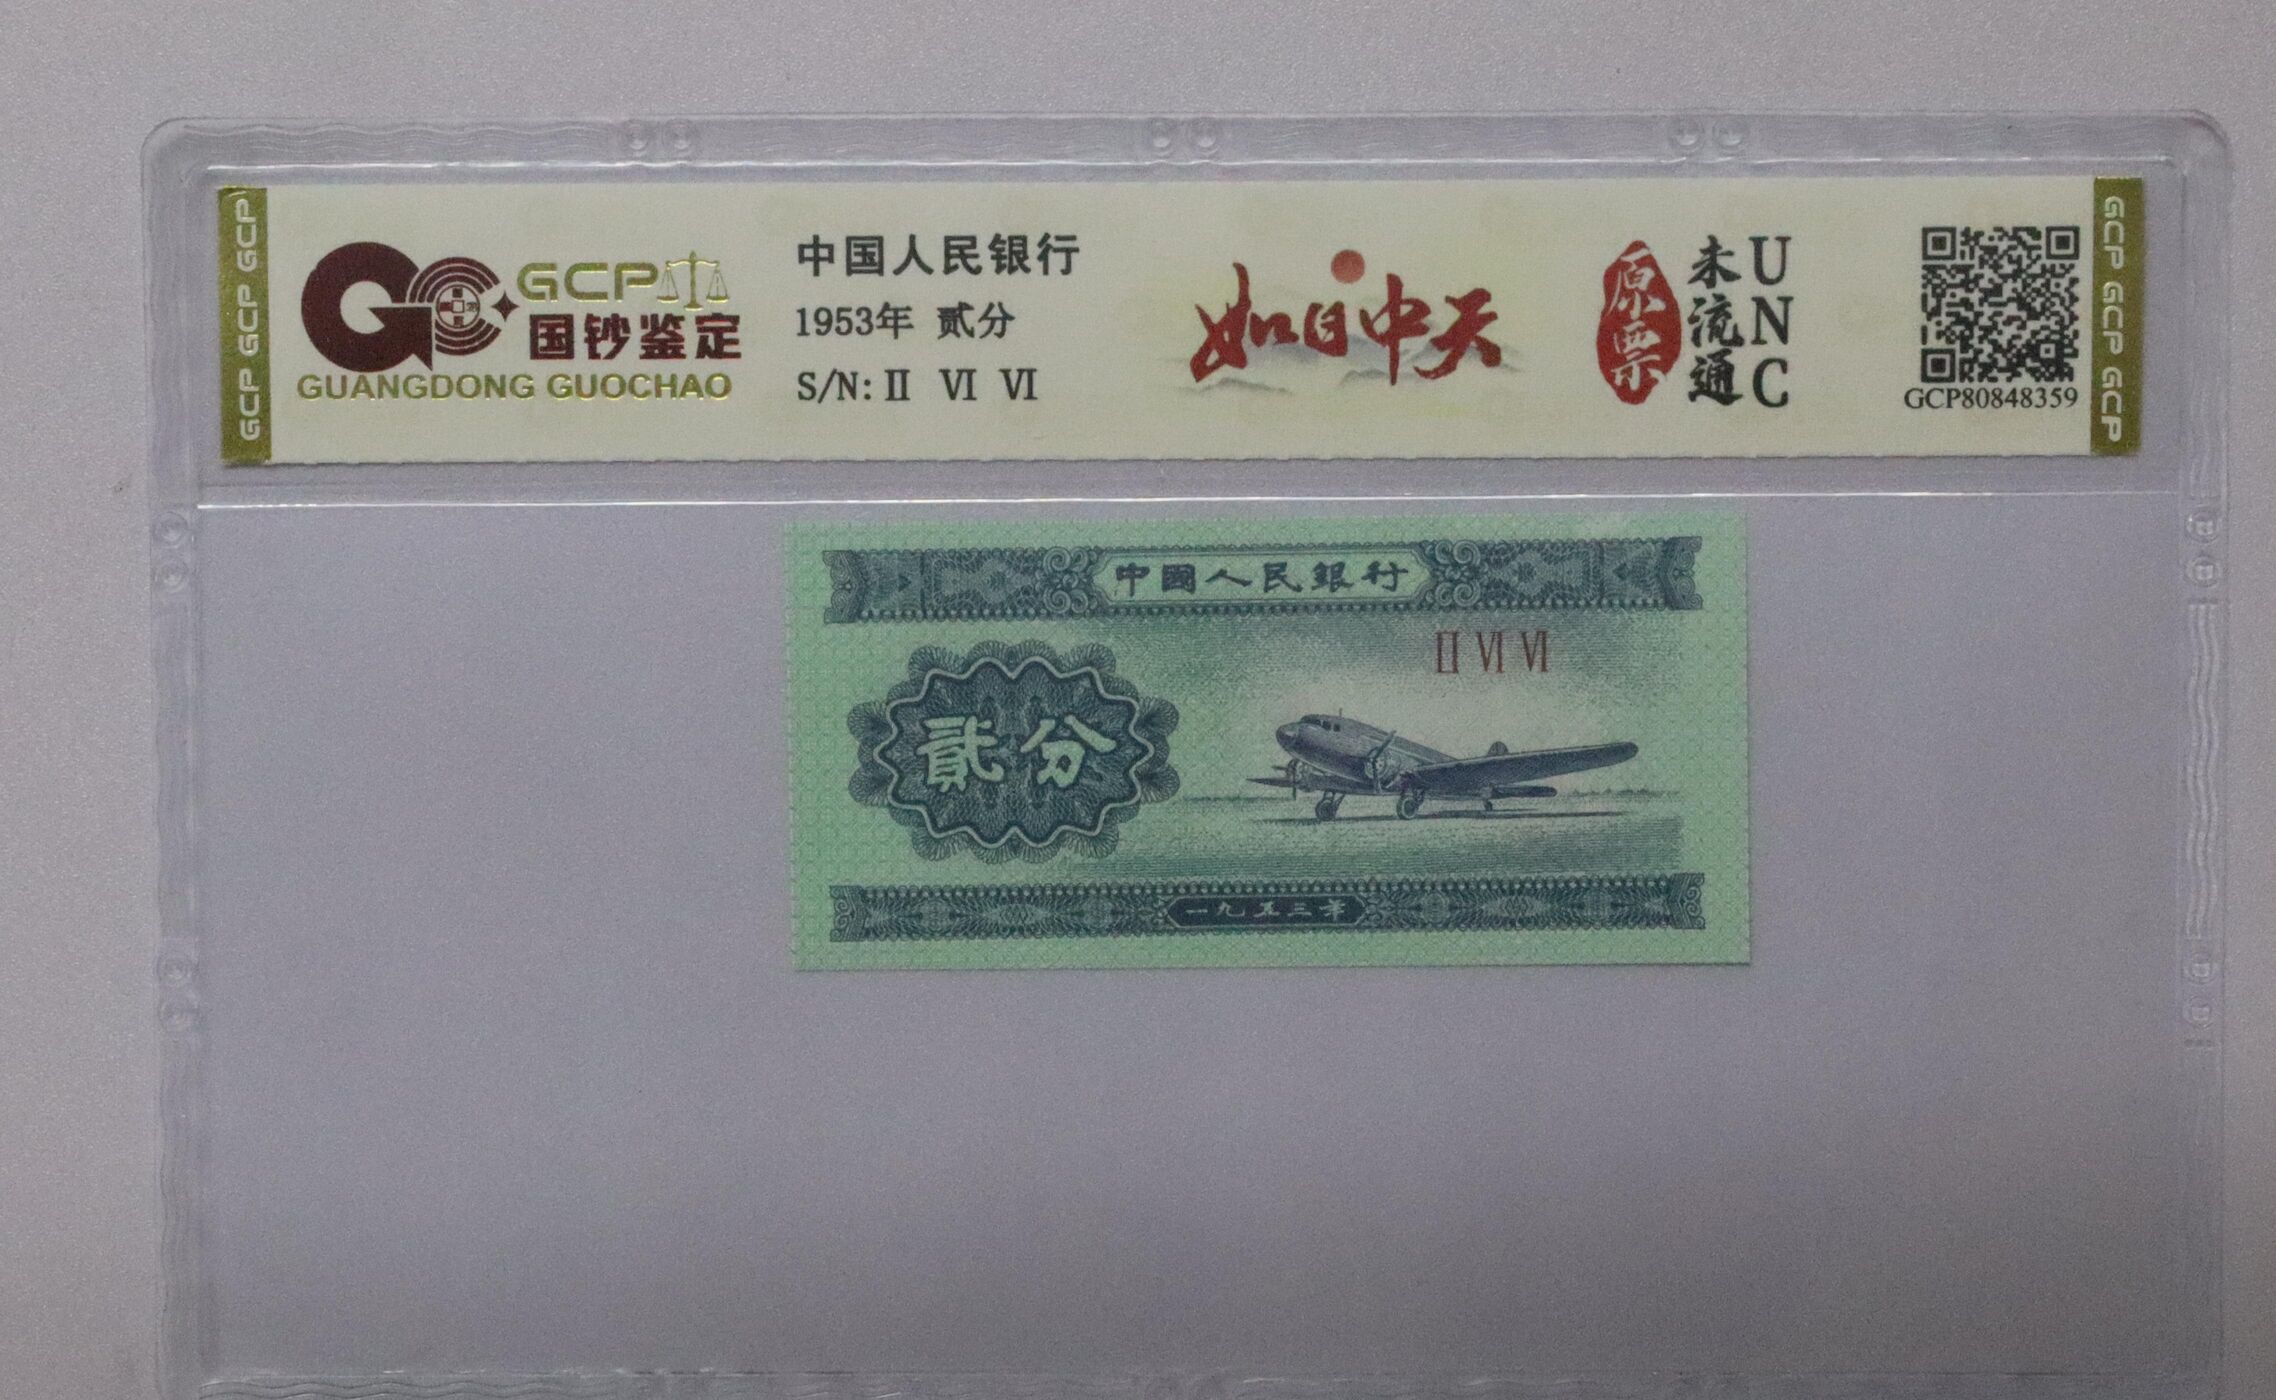 GCP GCP GCP
GCP
国钞鉴定
GUANGDONG GUOCHAO
中国人民银行
1953年 贰分
S/N: II VI VI
如日中天
原票
未流通
UNC
GCP80848359
GCP GCP GCP
中國人民銀行
II VI VI
貳分
一九五三年